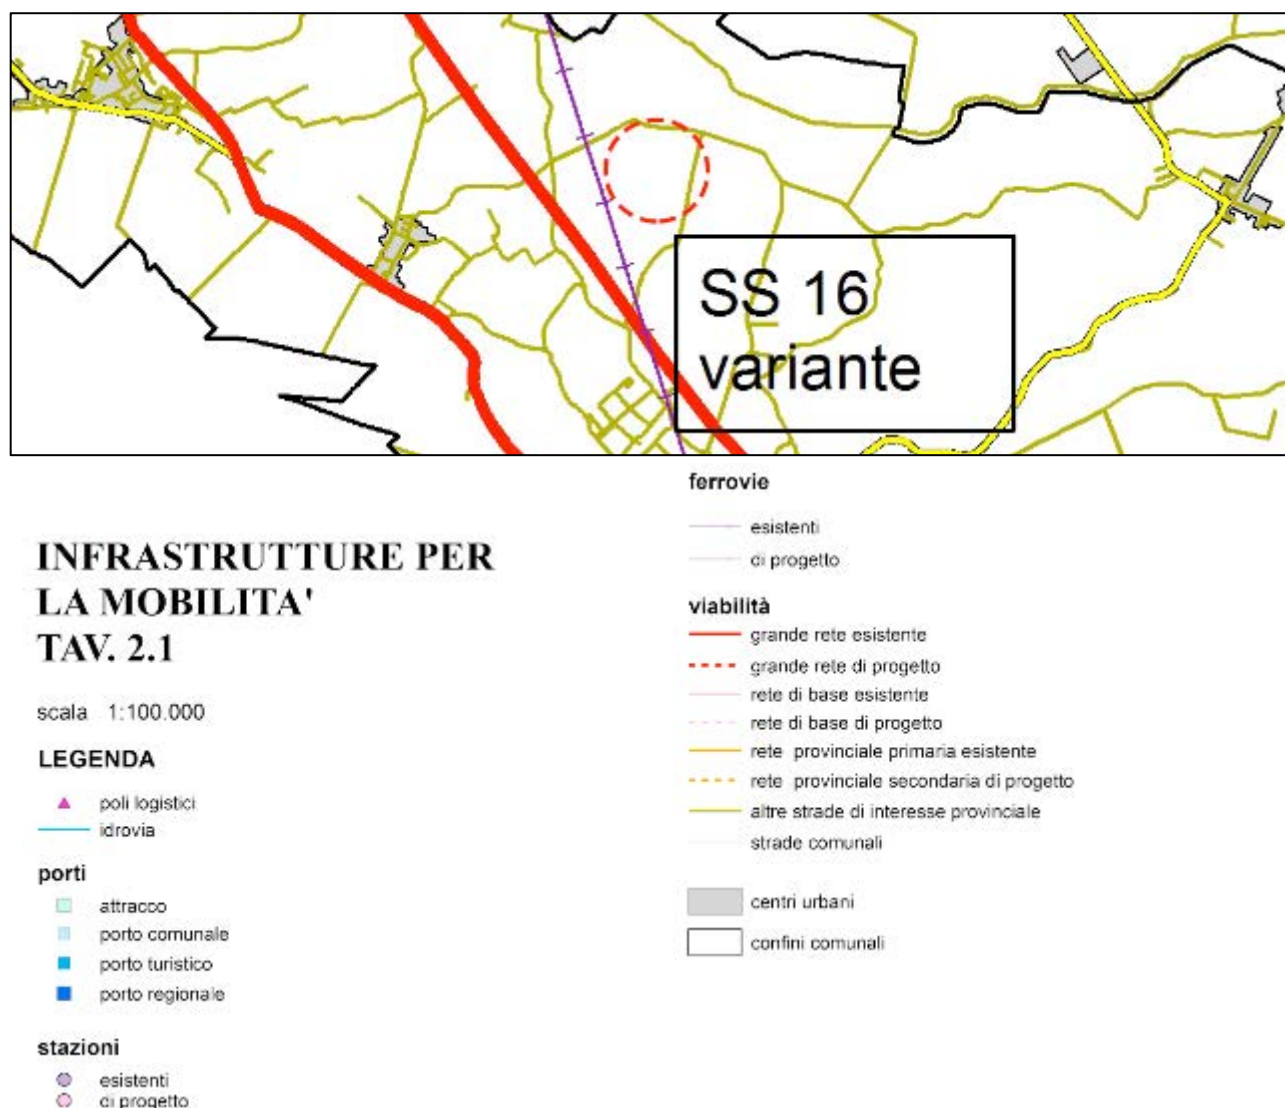 SS 16
variante
INFRASTRUTTURE PER
LA MOBILITA'
TAV. 2.1
scala 1:100.000
LEGENDA
poli logistici
idrovia
porti
attracco
porto comunale
porto turistico
porto regionale
stazioni
esistenti
di progetto
ferrovie
esistenti
di progetto
viabilità
grande rete esistente
grande rete di progetto
rete di base esistente
rete di base di progetto
rete provinciale primaria esistente
rete provinciale secondaria di progetto
altre strade di interesse provinciale
strade comunali
centri urbani
confini comunali